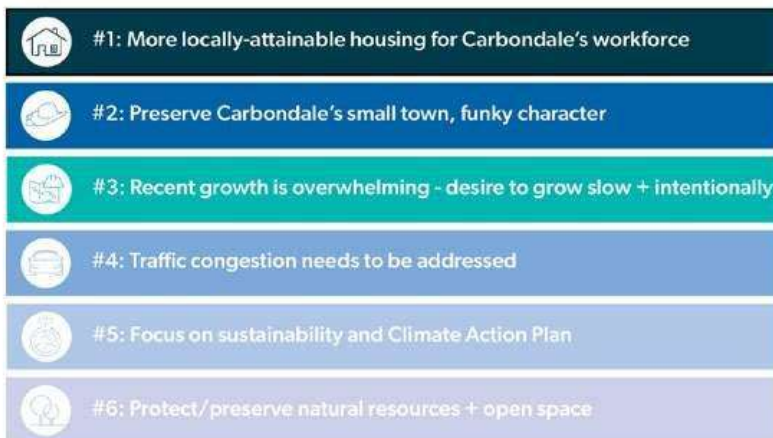 #1: More locally-attainable housing for Carbondale's workforce
#2: Preserve Carbondale's small town, funky character
#3: Recent growth is overwhelming - desire to grow slow + intentionally
#4: Traffic congestion needs to be addressed
#5: Focus on sustainability and Climate Action Plan
#6: Protect/preserve natural resources + open space